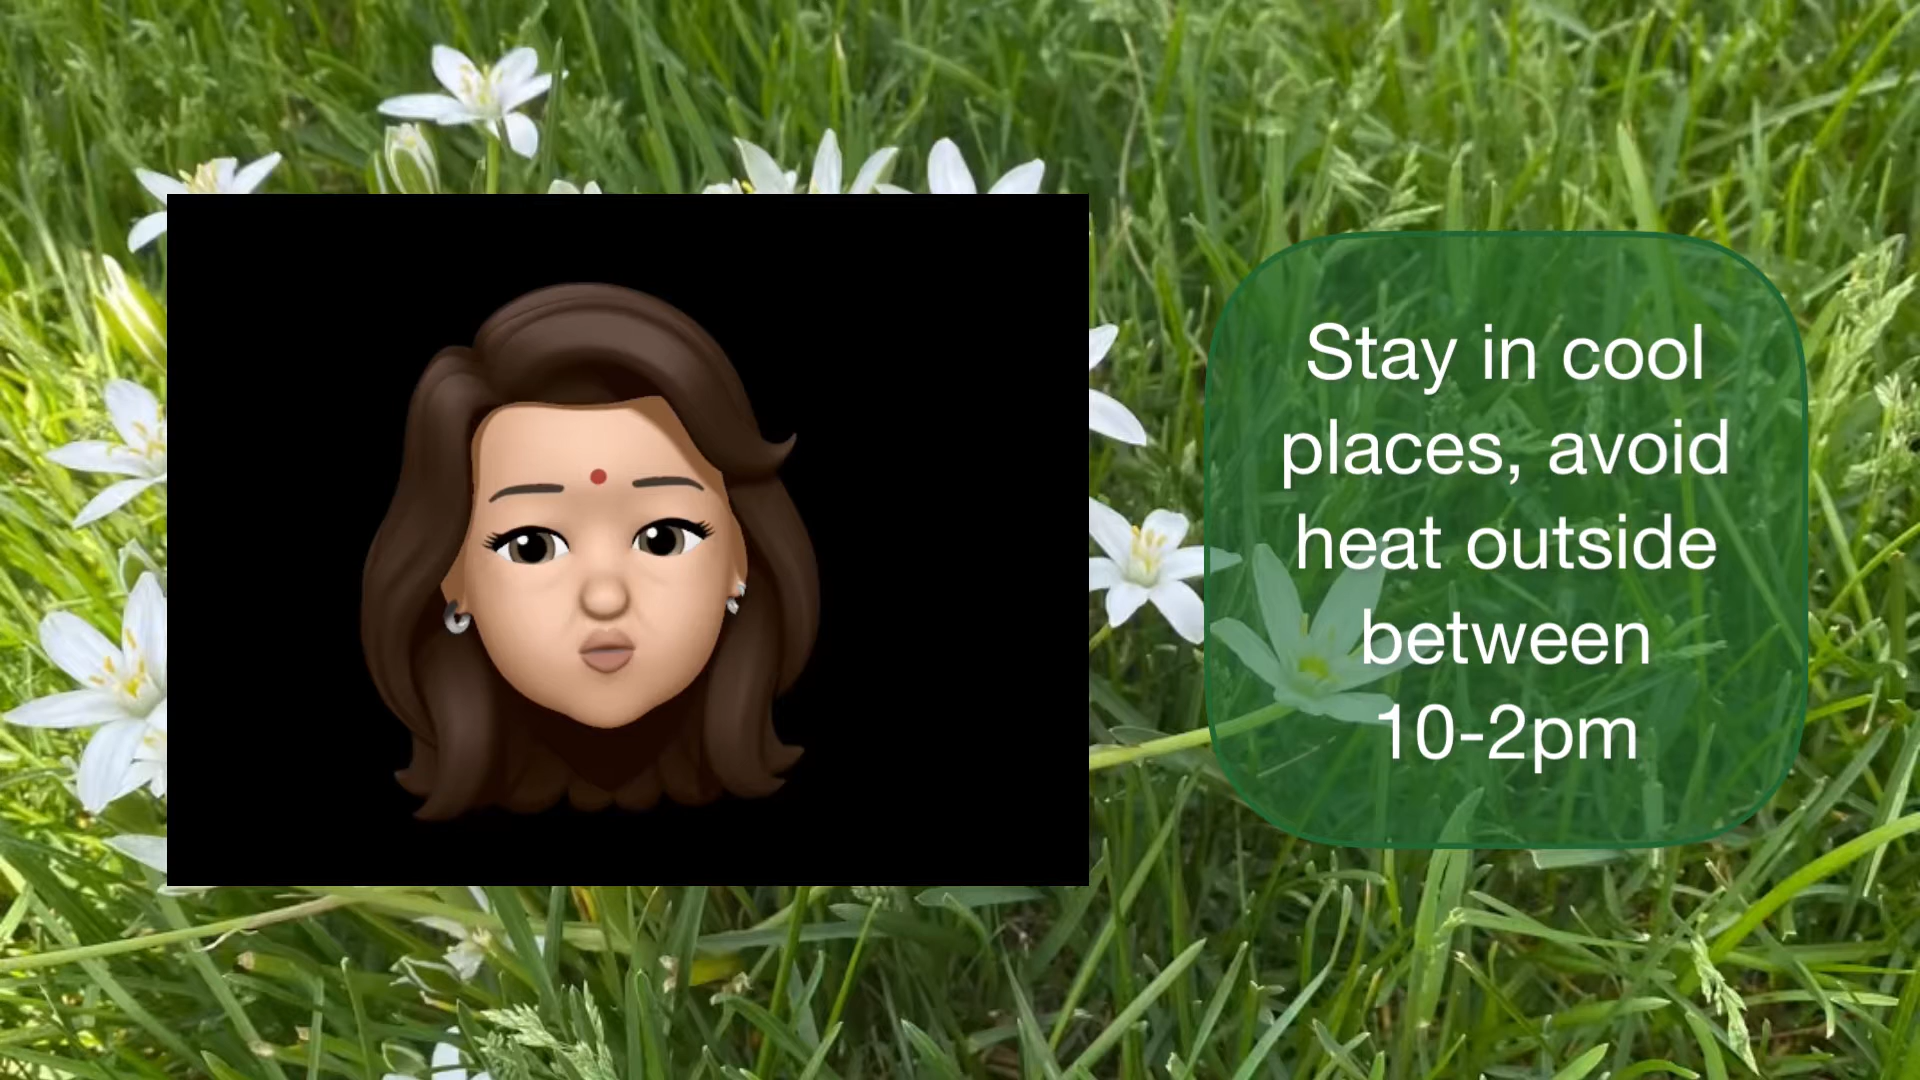 Stay in cool
places, avoid
heat outside
between
10-2pm